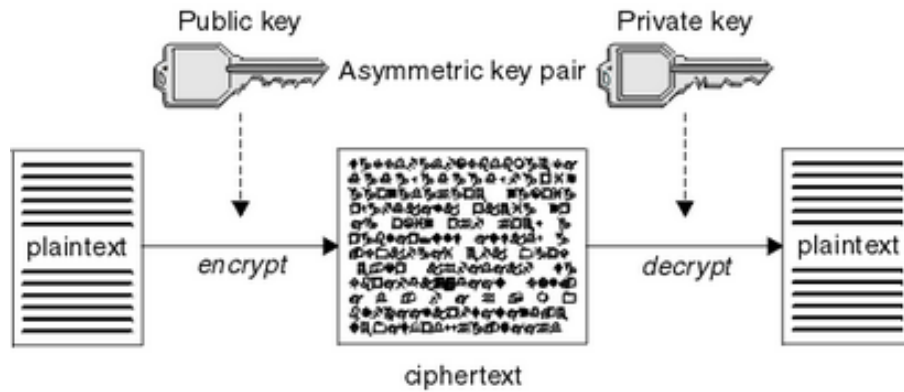 Public key
Private key
Asymmetric key pair
plaintext
encrypt
decrypt
plaintext
ciphertext